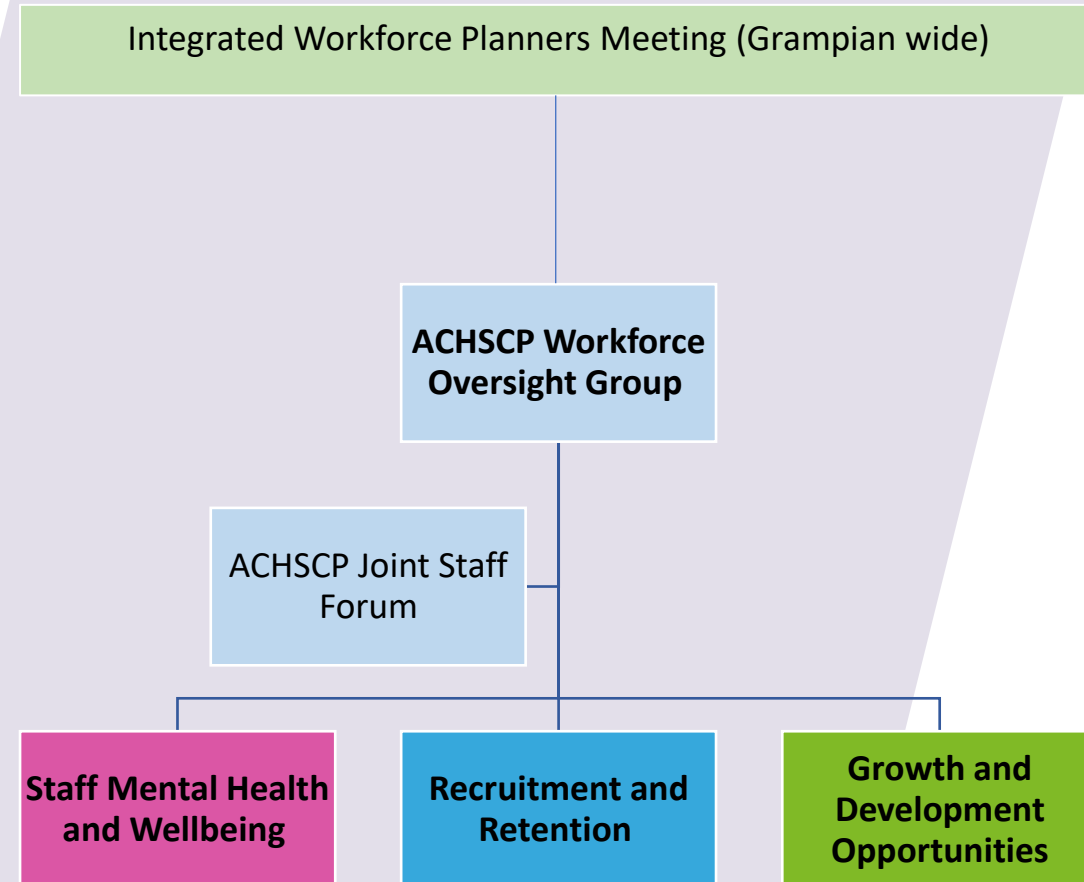 Integrated Workforce Planners Meeting (Grampian wide)
ACHSCP Workforce
Oversight Group
ACHSCP Joint Staff
Forum
Staff Mental Health
and Wellbeing
Recruitment and
Retention
Growth and
Development
Opportunities